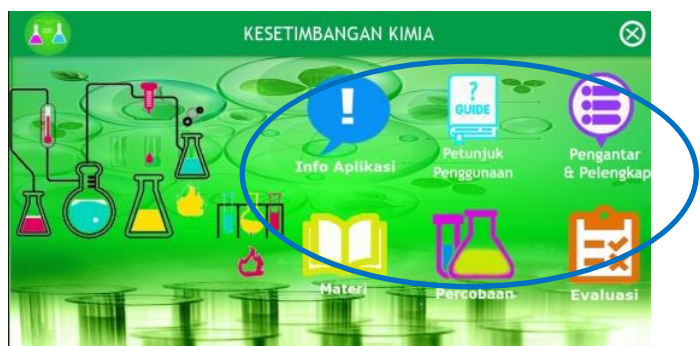 KESETIMBANGAN KIMIA
!
?
GUIDE
Info Aplikasi
Petunjuk
Penggunaan
Pengantar
& Pelengkap
Materi
Percobaan
Evaluasi